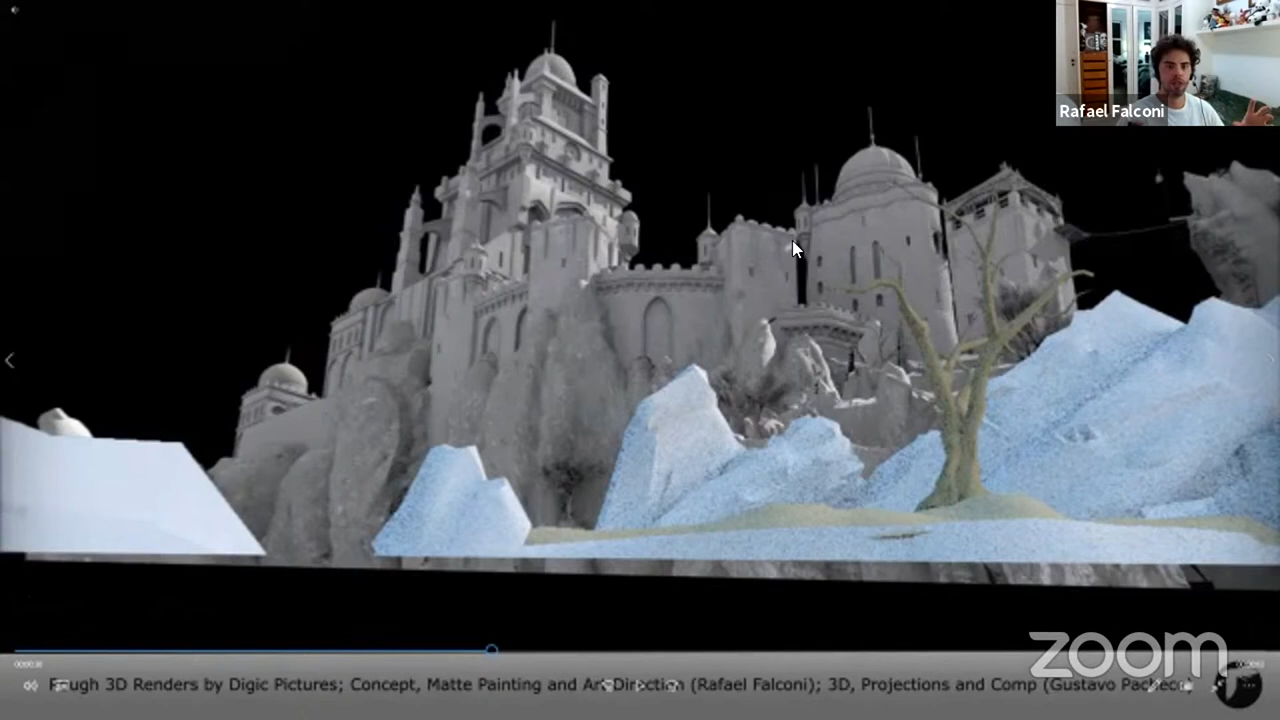 Rafael Falconi
zoom
Rough 3D Renders by Digic Pictures; Concept, Matte Painting and Art Direction (Rafael Falconi); 3D, Projections and Comp (Gustavo Pacheco)